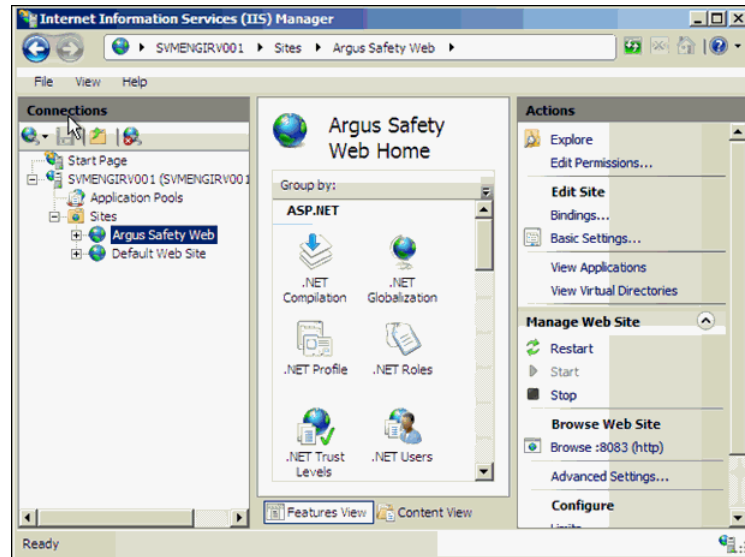 Internet Information Services (IIS) Manager
SVMENGIRV001 Sites Argus Safety Web
File View Help
Connections
Start Page
SVMENGIRV001 (SVMENGIRV001
Application Pools
Sites
Argus Safety Web
Default Web Site
Argus Safety
Web Home
Group by:
ASP.NET
.NET
Compilation
.NET
Globalization
.NET Profile
.NET Roles
.NET Trust
Levels
.NET Users
Features View
Content View
Actions
Explore
Edit Permissions...
Edit Site
Bindings...
Basic Settings...
View Applications
View Virtual Directories
Manage Web Site
Restart
Start
Stop
Browse Web Site
Browse :8083 (http)
Advanced Settings...
Configure
Limits
Ready